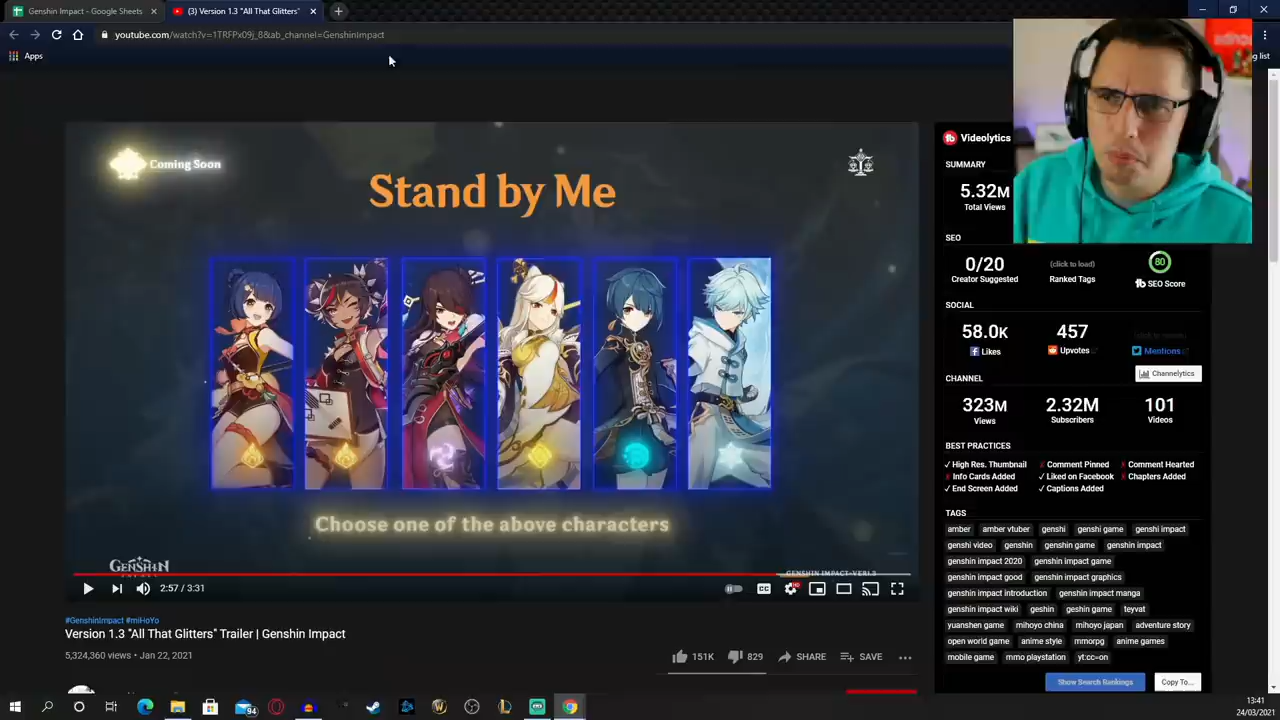 Genshin Impact - Google Sheets
(3) Version 1.3 "All That Glitters"
youtube.com/watch?v=1TRFPx09j_88ab_channel=GenshinImpact
Apps
Coming Soon
Stand by Me
Choose one of the above characters
GENSHIN
IMPACT
GENSHIN IMPACT-VER1.3
2:57 / 3:31
#GenshinImpact #miHoYo
Version 1.3 "All That Glitters" Trailer | Genshin Impact
5,324,360 views • Jan 22, 2021
151K
829
SHARE
SAVE
Videolytics
SUMMARY
5.32M
Total Views
SEO
0/20
(click to load)
80
Creator Suggested
Ranked Tags
SEO Score
SOCIAL
58.0K
457
Likes
Upvotes
Mentions
CHANNEL
Channelytics
323M
2.32M
101
Views
Subscribers
Videos
BEST PRACTICES
High Res. Thumbnail
Comment Pinned
Comment Hearted
Info Cards Added
Liked on Facebook
Chapters Added
End Screen Added
Captions Added
TAGS
amber amber vtuber genshi genshi game genshi impact
genshi video genshin genshin game genshin impact
genshin impact 2020 genshin impact game
genshin impact good genshin impact graphics
genshin impact introduction genshin impact manga
genshin impact wiki geshin geshin game teyvat
yuanshen game mihoyo china mihoyo japan adventure story
open world game anime style mmorpg anime games
mobile game mmo playstation yt:cc=on
Show Search Rankings
Copy To...
94
13:41
24/03/2021